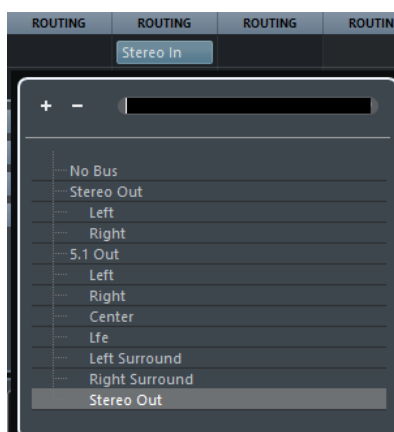 ROUTING ROUTING ROUTING ROUTIN
Stereo In
+ −
No Bus
Stereo Out
Left
Right
5.1 Out
Left
Right
Center
Lfe
Left Surround
Right Surround
Stereo Out